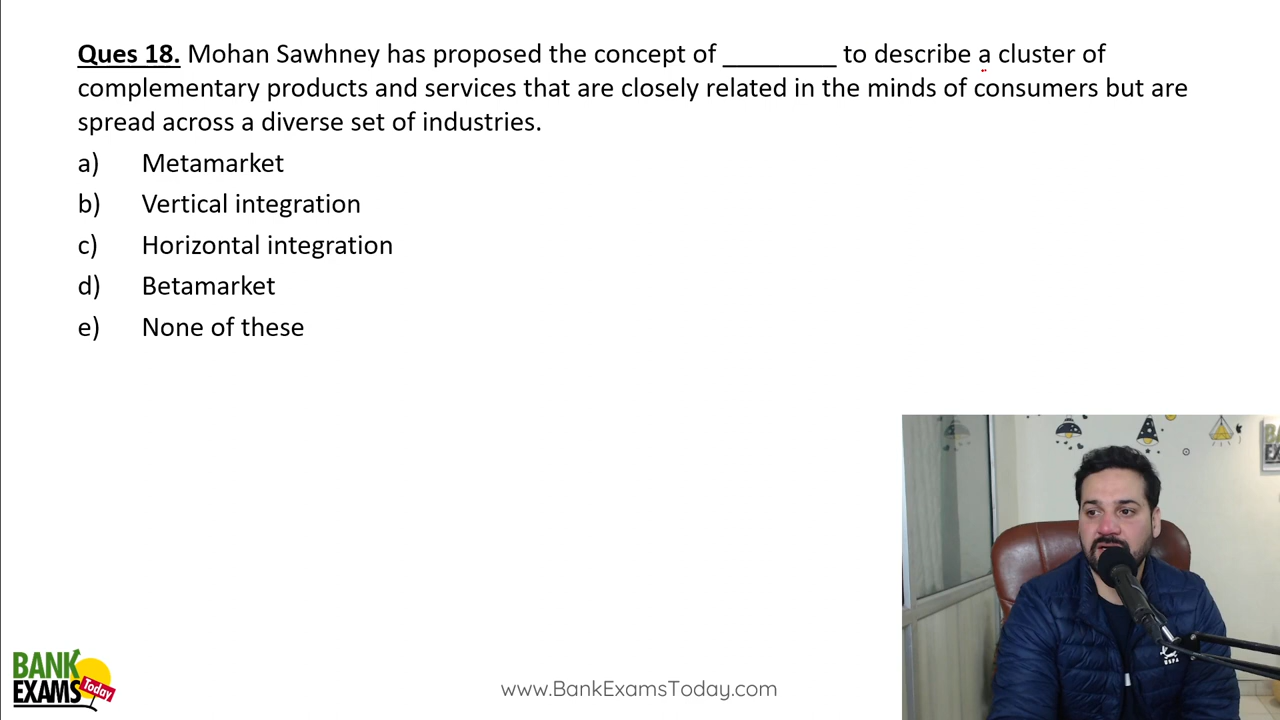 Ques 18. Mohan Sawhney has proposed the concept of _________ to describe a cluster of
complementary products and services that are closely related in the minds of consumers but are
spread across a diverse set of industries.
a) Metamarket
b) Vertical integration
c) Horizontal integration
d) Betamarket
e) None of these
BANK
EXAMS Today
www.BankExamsToday.com